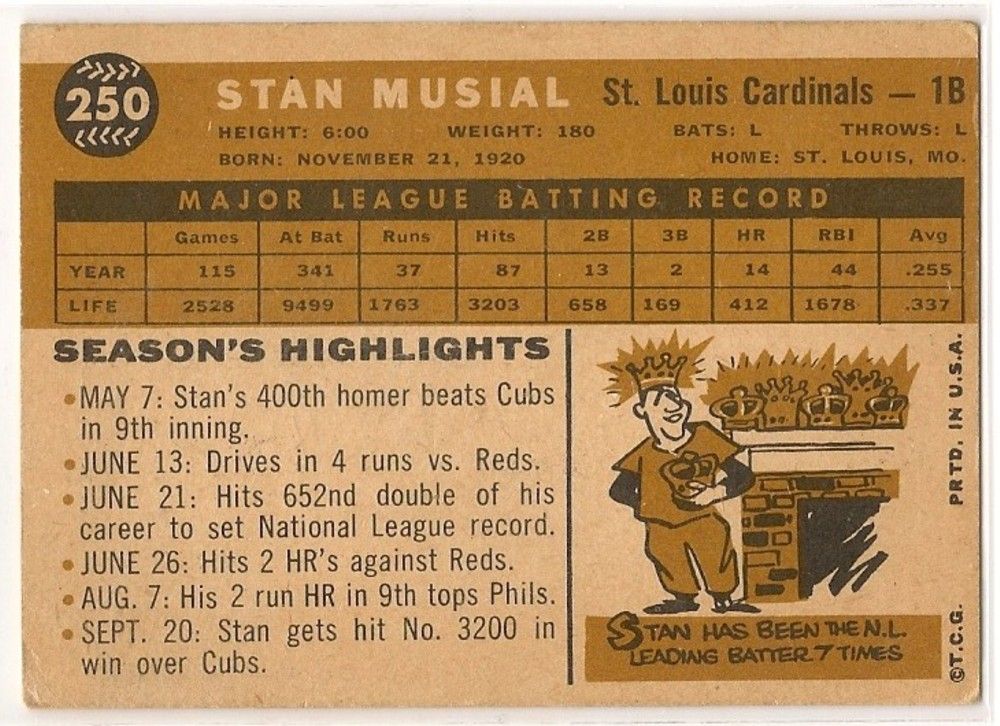 250
STAN MUSIAL St. Louis Cardinals — 1B
HEIGHT: 6:00 WEIGHT: 180 BATS: L THROWS: L
BORN: NOVEMBER 21, 1920 HOME: ST. LOUIS, MO.
MAJOR LEAGUE BATTING RECORD
Games At Bat Runs Hits 2B 3B HR RBI Avg
YEAR 115 341 37 87 13 2 14 44 .255
LIFE 2528 9499 1763 3203 658 169 412 1678 .337
SEASON'S HIGHLIGHTS
• MAY 7: Stan's 400th homer beats Cubs
in 9th inning.
• JUNE 13: Drives in 4 runs vs. Reds.
• JUNE 21: Hits 652nd double of his
career to set National League record.
• JUNE 26: Hits 2 HR's against Reds.
• AUG. 7: His 2 run HR in 9th tops Phils.
• SEPT. 20: Stan gets hit No. 3200 in
win over Cubs.
STAN HAS BEEN THE N.L.
LEADING BATTER 7 TIMES
©T.C.G. PRTD. IN U.S.A.